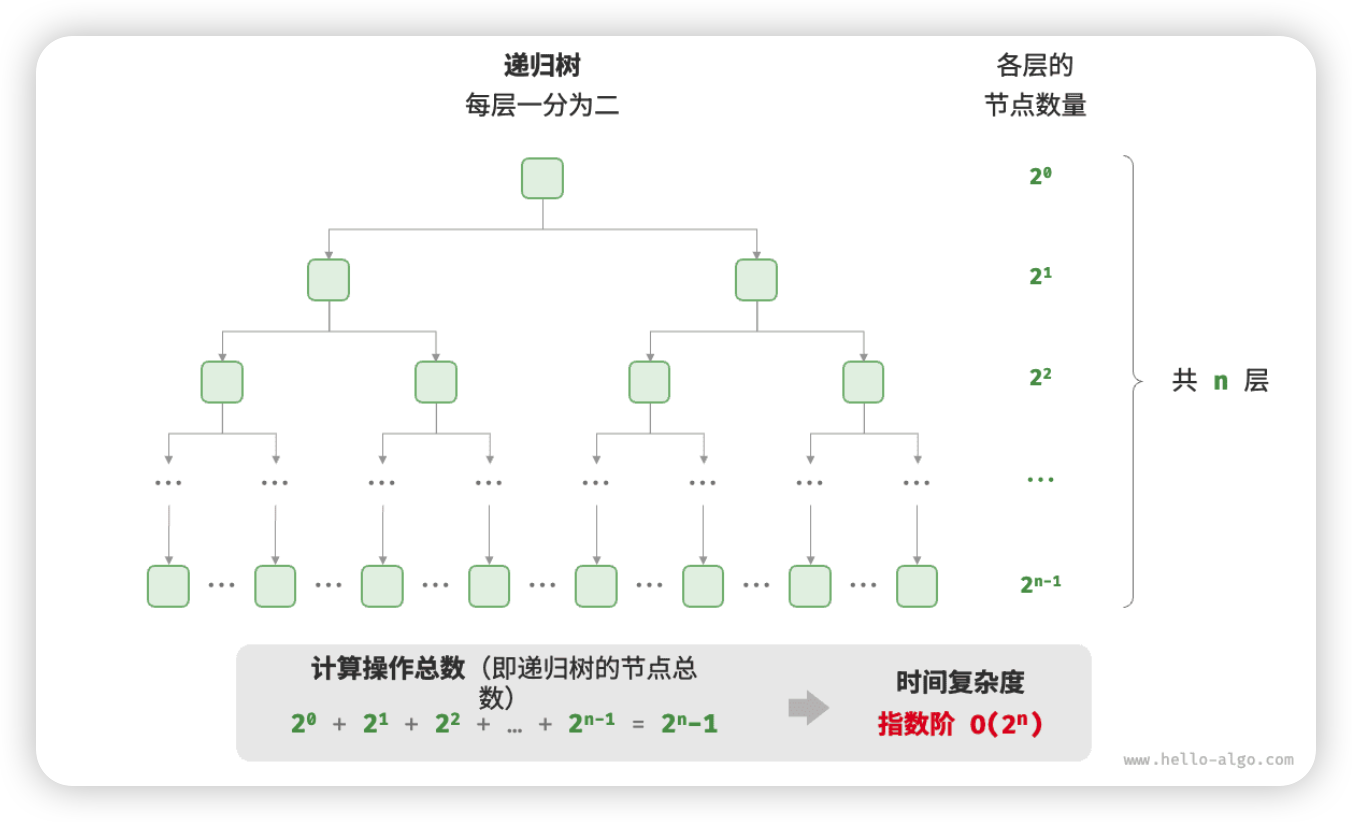 递归树
每层一分为二
各层的
节点数量
2⁰
2¹
2²
共 n 层
... ... ... ... ... ... ... ... ...
... ... ... ... ... ... ... 2ⁿ⁻¹
计算操作总数（即递归树的节点总
数）
2⁰ + 2¹ + 2² + … + 2ⁿ⁻¹ = 2ⁿ-1
时间复杂度
指数阶 O(2ⁿ)
www.hello-algo.com